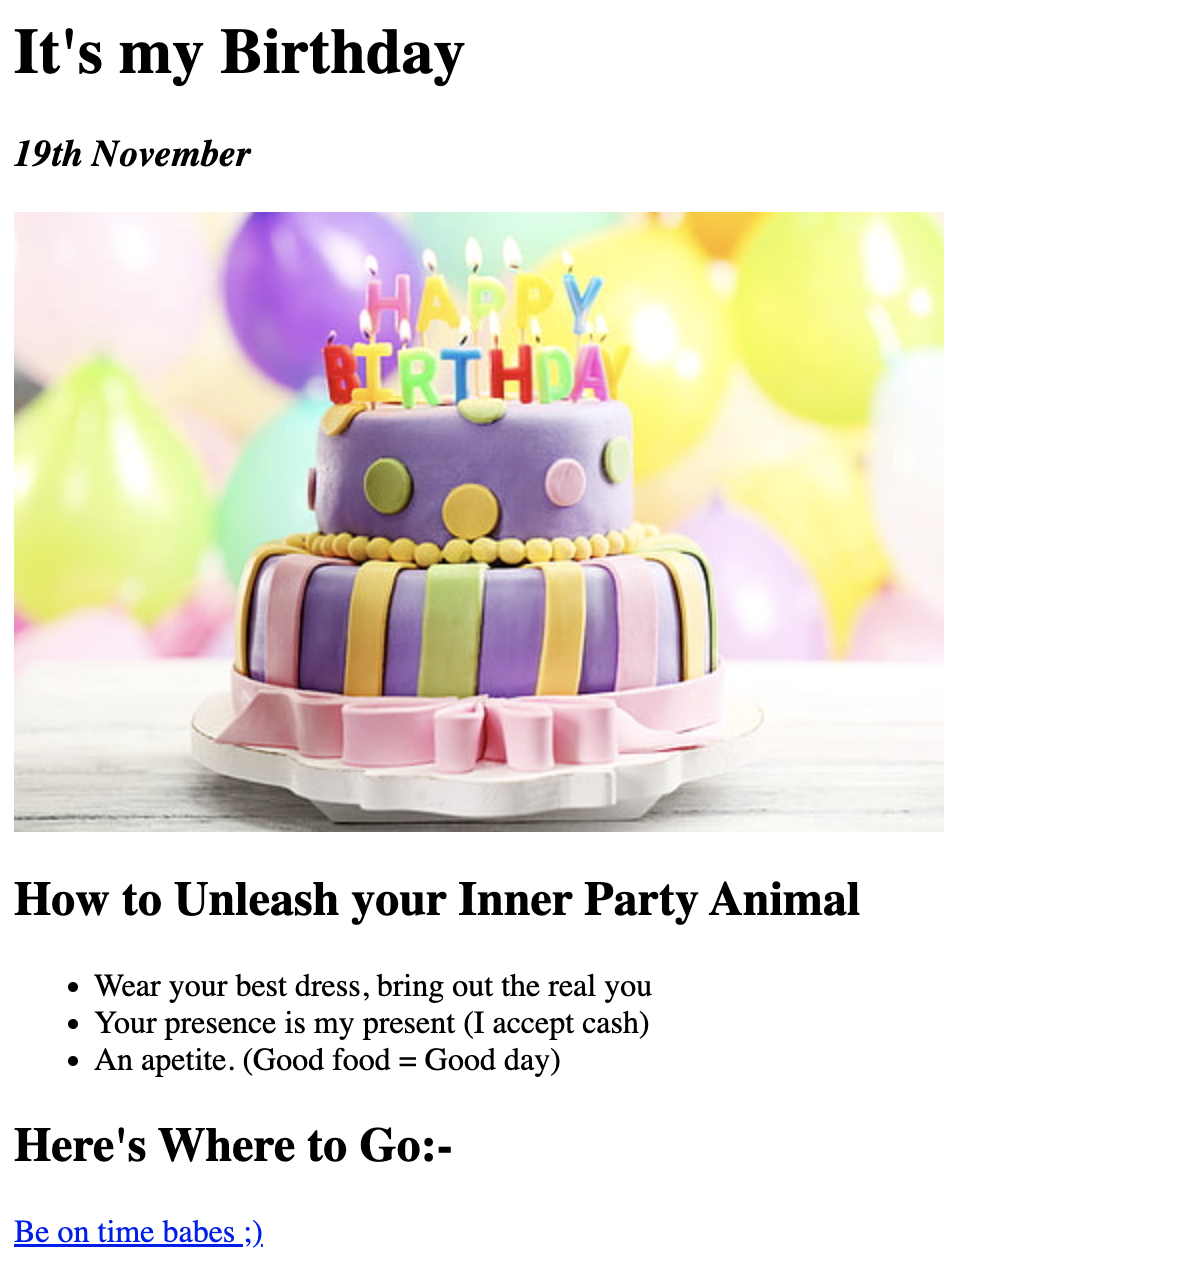 It's my Birthday
19th November
HAPPY
BIRTHDAY
How to Unleash your Inner Party Animal
• Wear your best dress, bring out the real you
• Your presence is my present (I accept cash)
• An apetite. (Good food = Good day)
Here's Where to Go:-
Be on time babes ;)